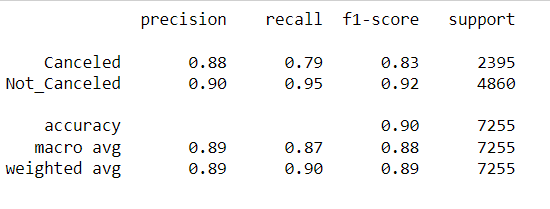 precision recall f1-score support
Canceled 0.88 0.79 0.83 2395
Not_Canceled 0.90 0.95 0.92 4860
accuracy 0.90 7255
macro avg 0.89 0.87 0.88 7255
weighted avg 0.89 0.90 0.89 7255